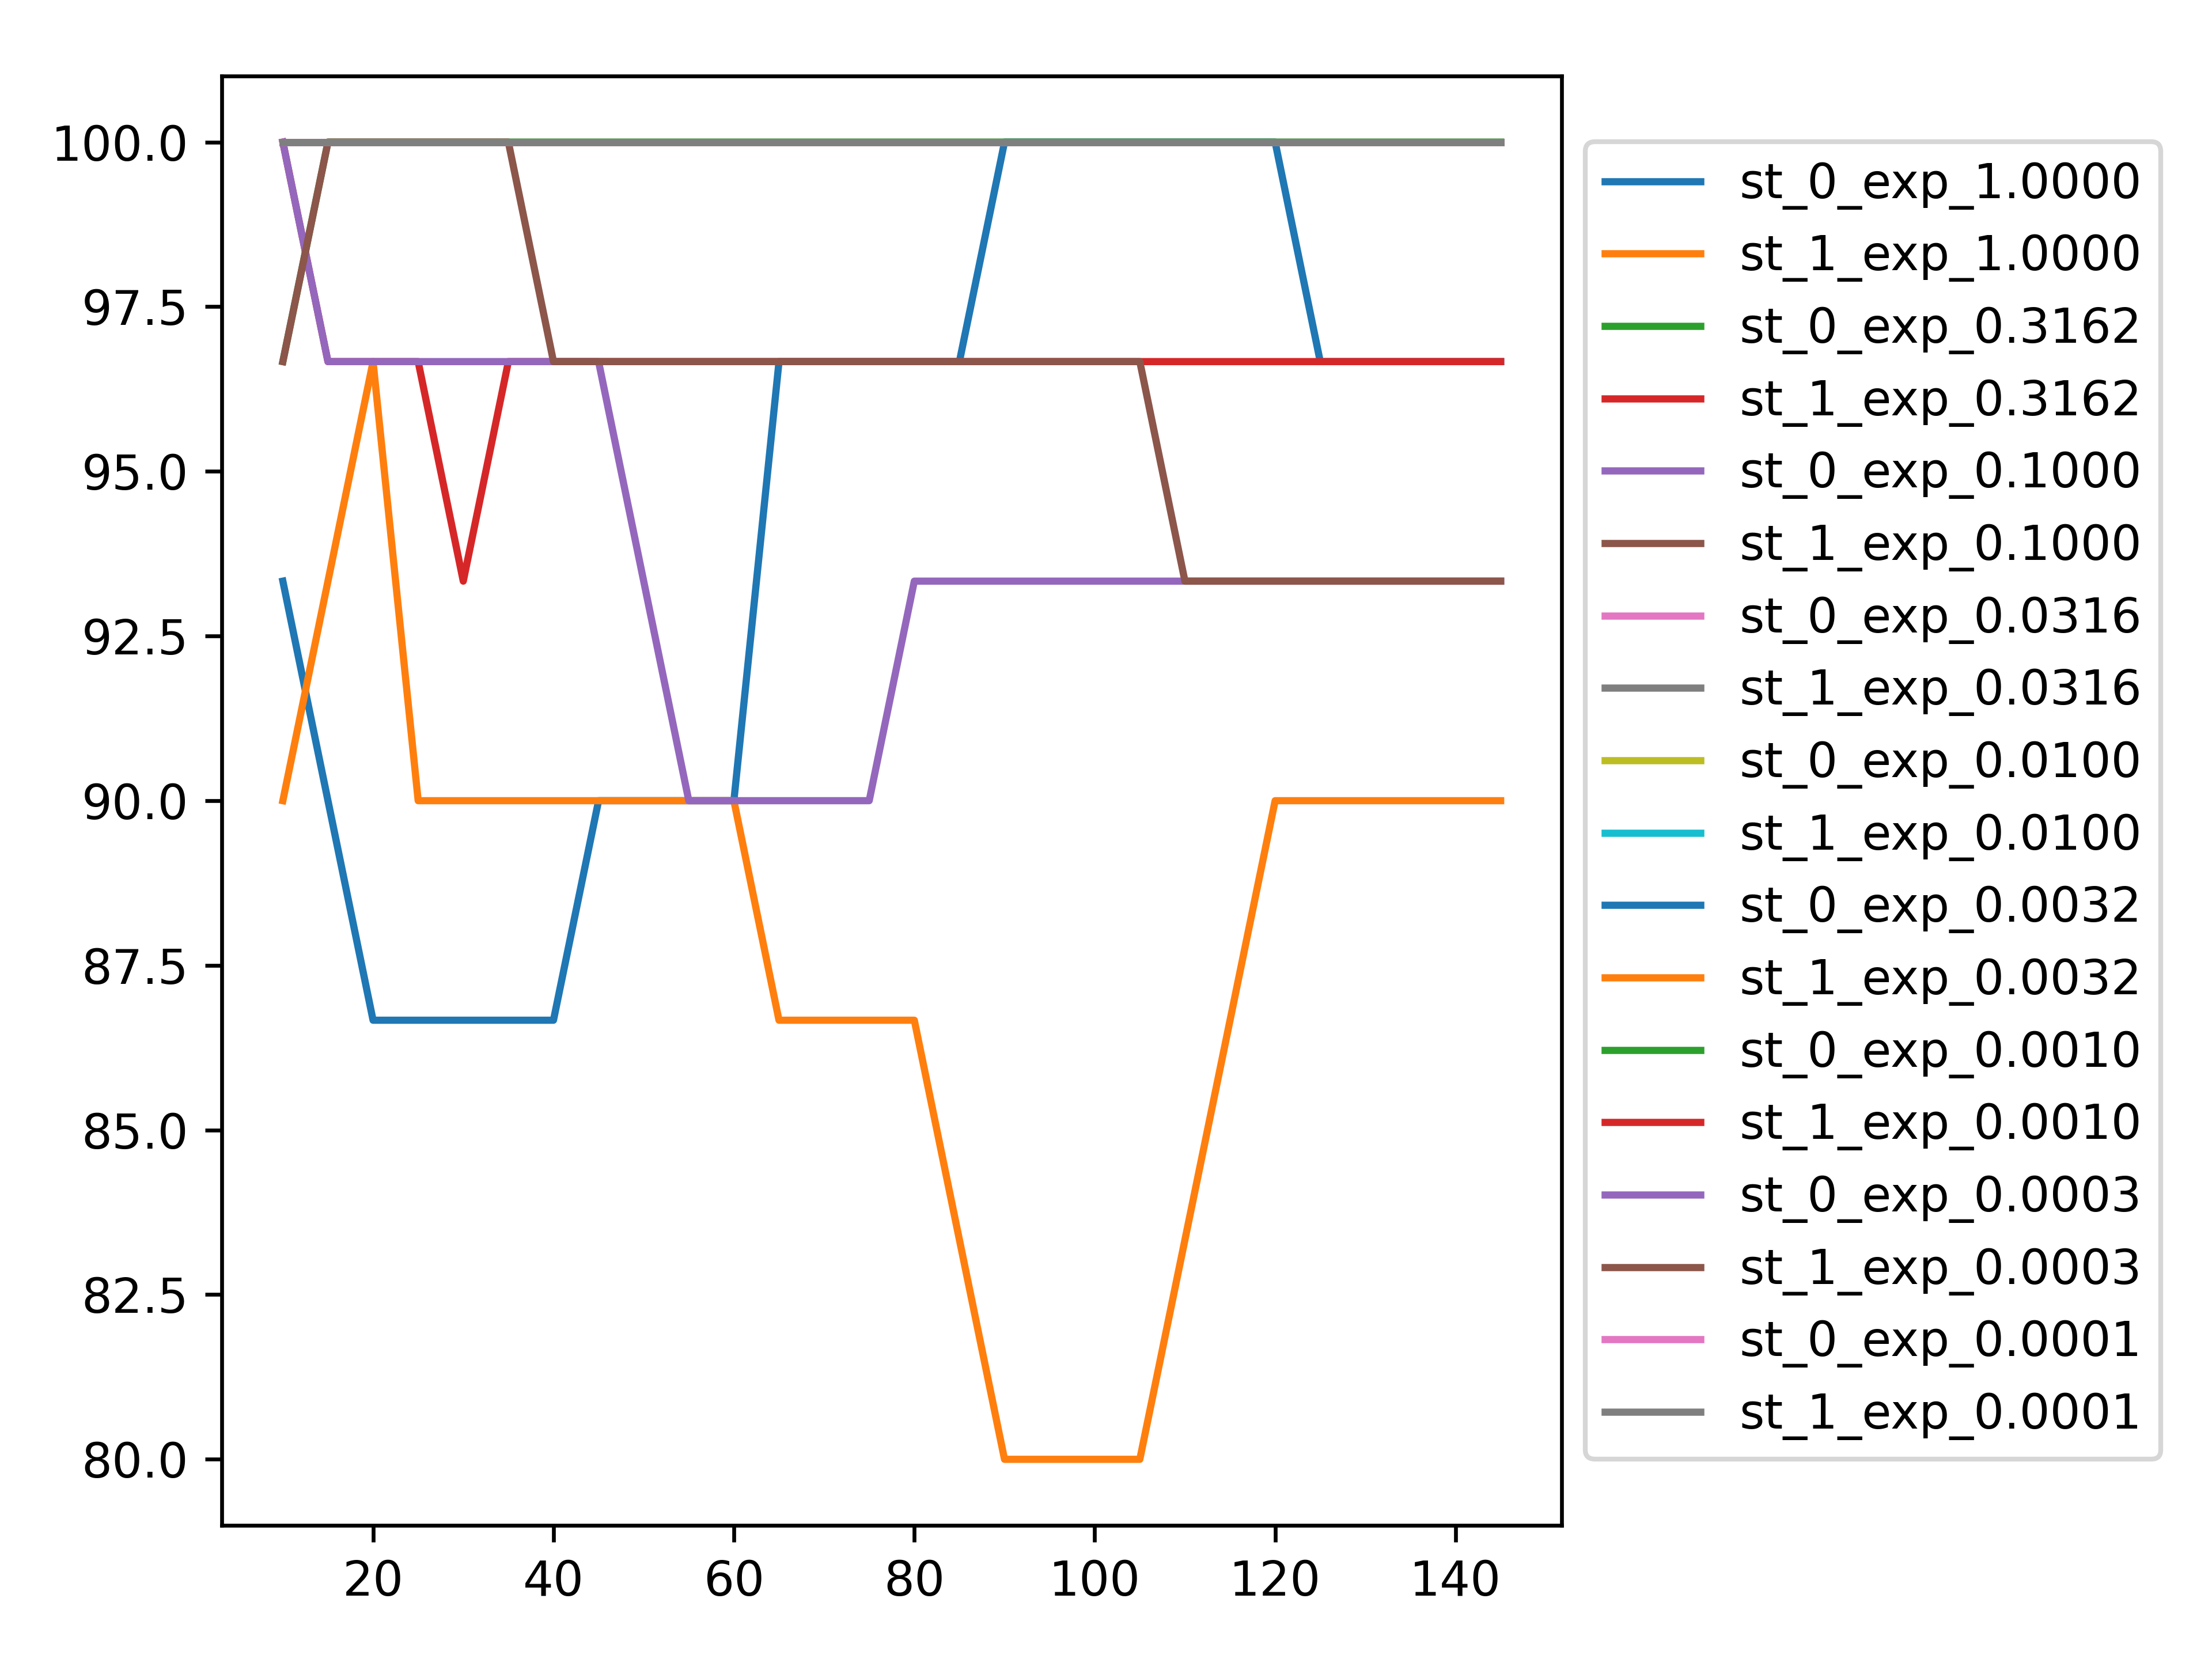 100.0
97.5
95.0
92.5
90.0
87.5
85.0
82.5
80.0
20 40 60 80 100 120 140
st_0_exp_1.0000
st_1_exp_1.0000
st_0_exp_0.3162
st_1_exp_0.3162
st_0_exp_0.1000
st_1_exp_0.1000
st_0_exp_0.0316
st_1_exp_0.0316
st_0_exp_0.0100
st_1_exp_0.0100
st_0_exp_0.0032
st_1_exp_0.0032
st_0_exp_0.0010
st_1_exp_0.0010
st_0_exp_0.0003
st_1_exp_0.0003
st_0_exp_0.0001
st_1_exp_0.0001